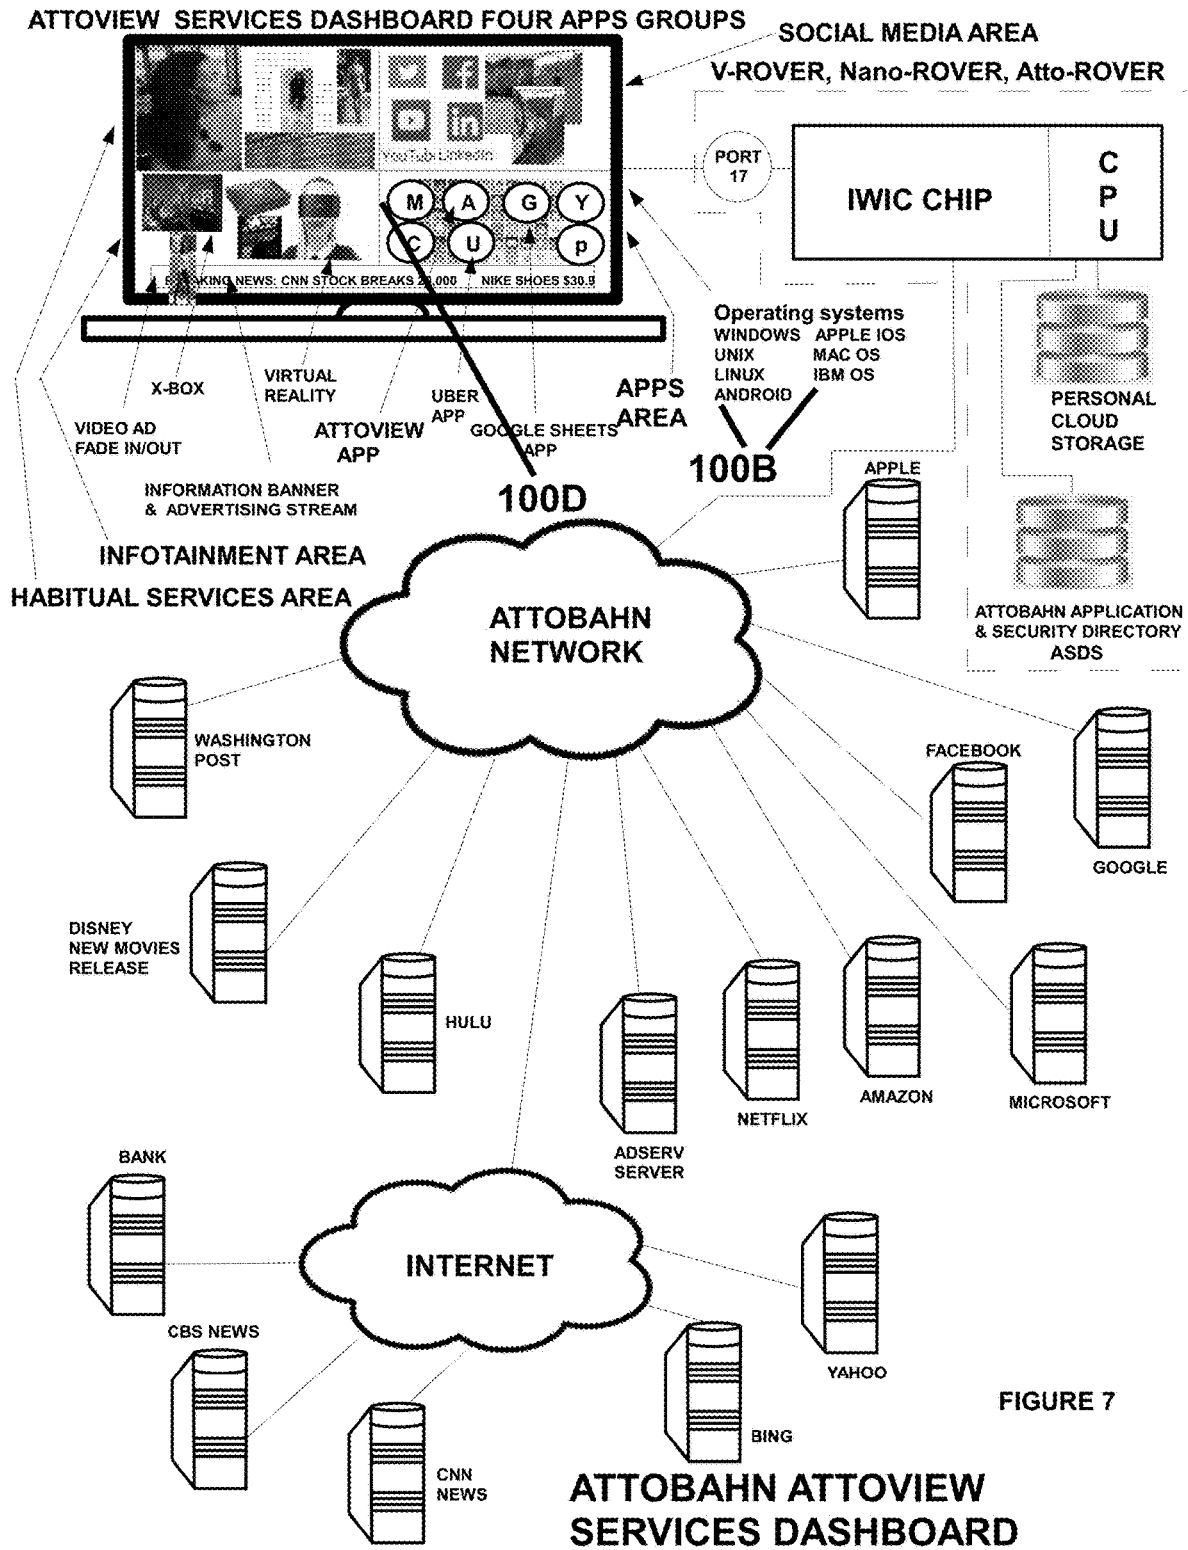 ATTOVIEW SERVICES DASHBOARD FOUR APPS GROUPS
SOCIAL MEDIA AREA
V-ROVER, Nano-ROVER, Atto-ROVER
YouTube LinkedIn
PORT
17
IWIC CHIP
C
P
U
M A G Y
C U p
NEWS: CNN STOCK BREAKS NIKE SHOES $30.9
Operating systems
WINDOWS APPLE IOS
UNIX MAC OS
LINUX IBM OS
ANDROID
100B
X-BOX
VIRTUAL
REALITY
VIDEO AD
FADE IN/OUT
ATTOVIEW
APP
UBER
APP
GOOGLE SHEETS
APP
APPS
AREA
100D
INFORMATION BANNER
& ADVERTISING STREAM
INFOTAINMENT AREA
HABITUAL SERVICES AREA
PERSONAL
CLOUD
STORAGE
APPLE
ATTOBAHN APPLICATION
& SECURITY DIRECTORY
ASDS
ATTOBAHN
NETWORK
WASHINGTON
POST
FACEBOOK
GOOGLE
DISNEY
NEW MOVIES
RELEASE
HULU
ADSERV
SERVER
NETFLIX
AMAZON
MICROSOFT
BANK
INTERNET
CBS NEWS
CNN
NEWS
BING
YAHOO
FIGURE 7
ATTOBAHN ATTOVIEW
SERVICES DASHBOARD